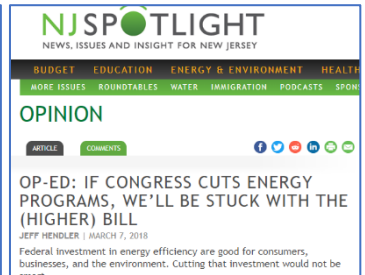 NJSPOTLIGHT
NEWS, ISSUES AND INSIGHT FOR NEW JERSEY
BUDGET EDUCATION ENERGY & ENVIRONMENT HEALTH
MORE ISSUES ROUNDTABLES WATER IMMIGRATION PODCASTS SPONS
OPINION
ARTICLE COMMENTS
OP-ED: IF CONGRESS CUTS ENERGY
PROGRAMS, WE'LL BE STUCK WITH THE
(HIGHER) BILL
JEFF HENDLER | MARCH 7, 2018
Federal investment in energy efficiency are good for consumers,
businesses, and the environment. Cutting that investment would not be